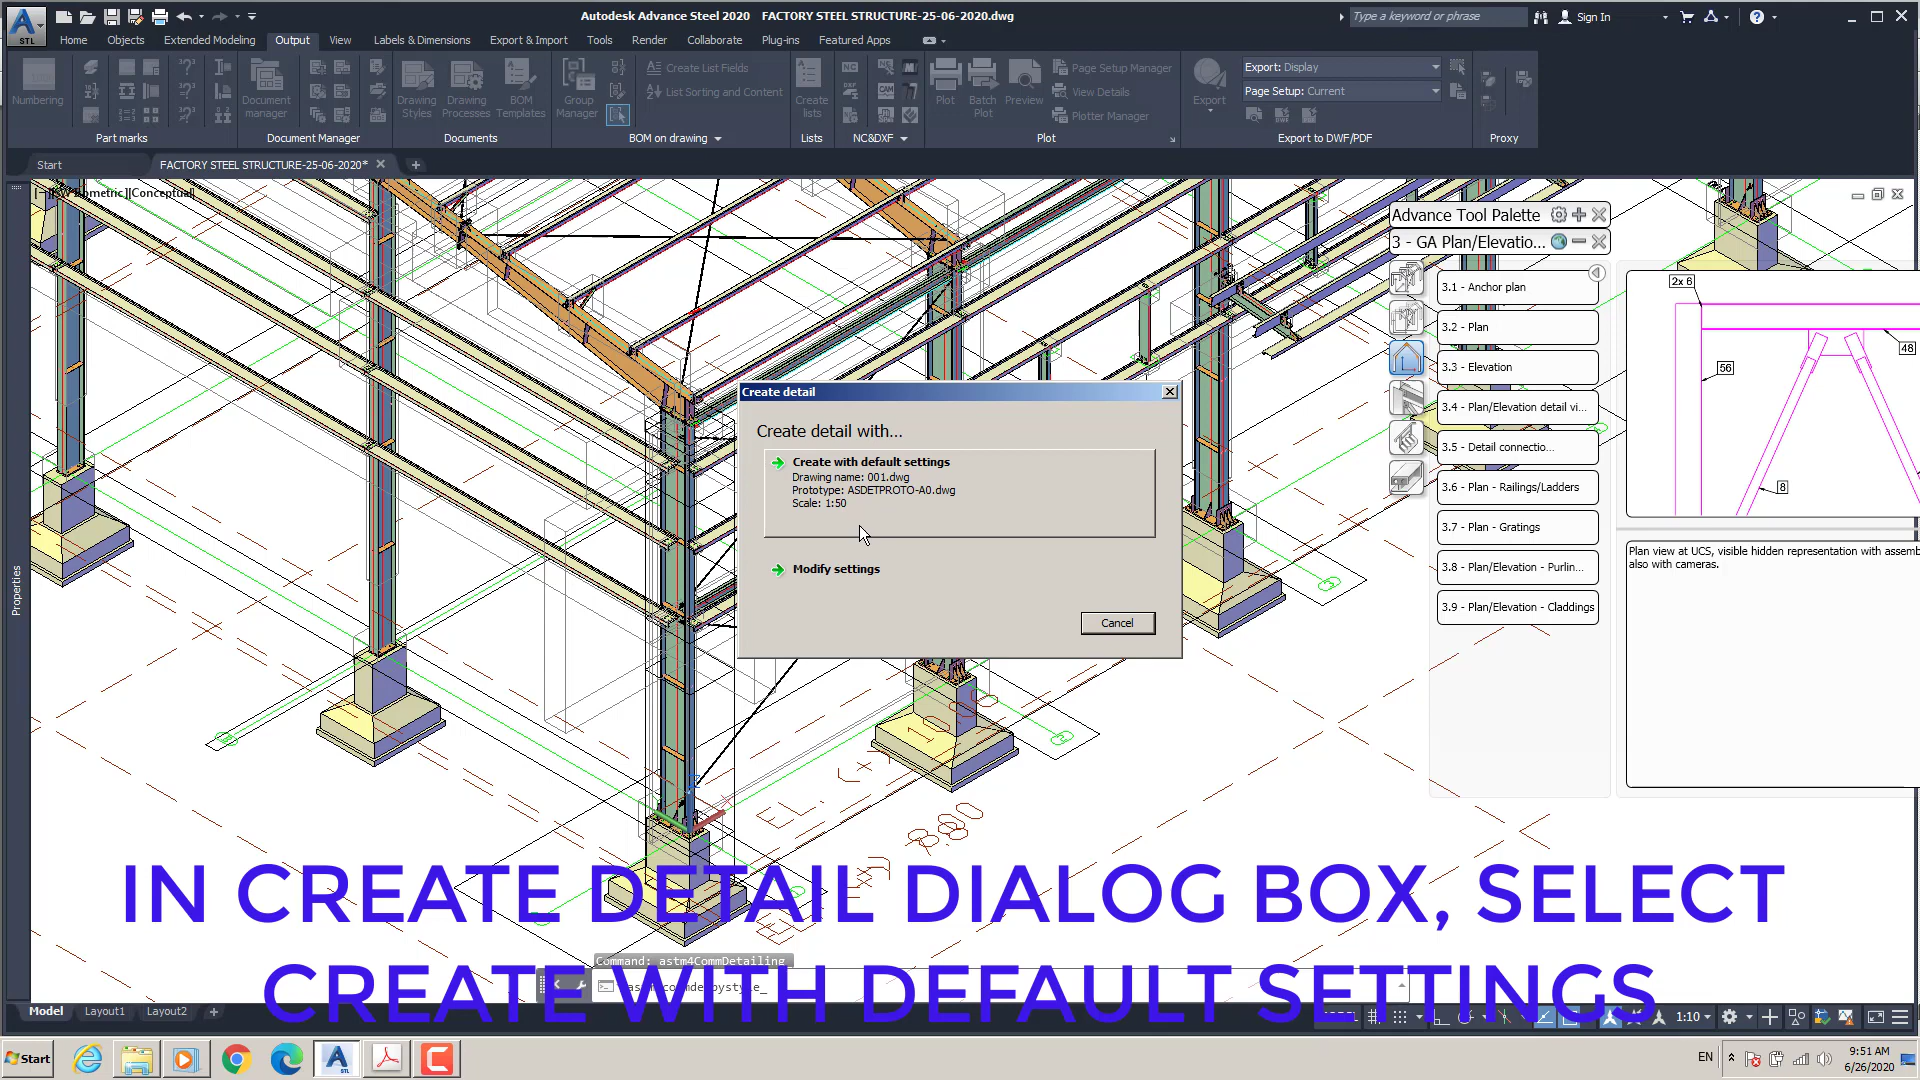 Autodesk Advance Steel 2020 FACTORY STEEL STRUCTURE-25-06-2020.dwg
Type a keyword or phrase
Sign In
STL
Home Objects Extended Modeling Output View Labels & Dimensions Export & Import Tools Render Collaborate Plug-ins Featured Apps
Numbering
Document manager
Drawing Styles
Drawing Processes
BOM Templates
Group Manager
Create List Fields
List Sorting and Content
Create Lists
Plot
Batch Plot
Preview
Page Setup Manager
View Details
Plotter Manager
Export
Export: Display
Page Setup: Current
Part marks Document Manager Documents BOM on drawing Lists NC&DXF Plot Export to DWF/PDF Proxy
Start
FACTORY STEEL STRUCTURE-25-06-2020*
Properties
Advance Tool Palette
3 - GA Plan/Elevatio...
3.1 - Anchor plan
3.2 - Plan
3.3 - Elevation
3.4 - Plan/Elevation detail vi...
3.5 - Detail connectio...
3.6 - Plan - Railings/Ladders
3.7 - Plan - Gratings
3.8 - Plan/Elevation - Purlin...
3.9 - Plan/Elevation - Claddings
2x 6
48
56
8
Plan view at UCS, visible hidden representation with assemb
also with cameras.
Create detail
Create detail with...
Create with default settings
Drawing name: 001.dwg
Prototype: ASDETPROTO-A0.dwg
Scale: 1:50
Modify settings
Cancel
IN CREATE DETAIL DIALOG BOX, SELECT
CREATE WITH DEFAULT SETTINGS
Command: astm4CommDetailing
Model Layout1 Layout2
1:10
Start
EN
9:51 AM
6/26/2020